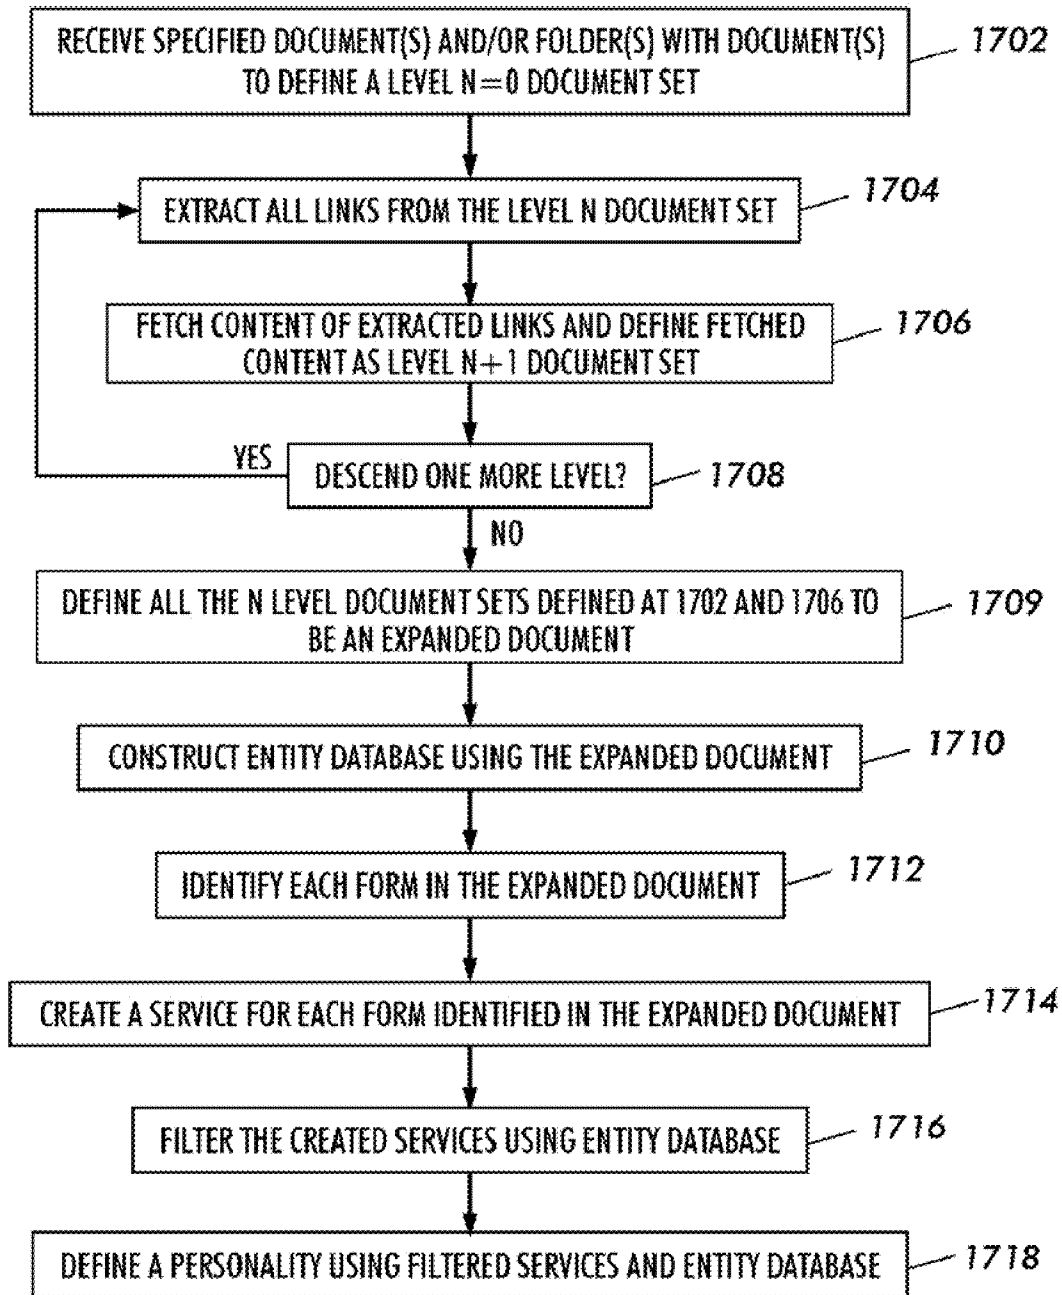 RECEIVE SPECIFIED DOCUMENT(S) AND/OR FOLDER(S) WITH DOCUMENT(S)
TO DEFINE A LEVEL N=0 DOCUMENT SET
1702
EXTRACT ALL LINKS FROM THE LEVEL N DOCUMENT SET
1704
FETCH CONTENT OF EXTRACTED LINKS AND DEFINE FETCHED
CONTENT AS LEVEL N+1 DOCUMENT SET
1706
YES
DESCEND ONE MORE LEVEL?
1708
NO
DEFINE ALL THE N LEVEL DOCUMENT SETS DEFINED AT 1702 AND 1706 TO
BE AN EXPANDED DOCUMENT
1709
CONSTRUCT ENTITY DATABASE USING THE EXPANDED DOCUMENT
1710
IDENTIFY EACH FORM IN THE EXPANDED DOCUMENT
1712
CREATE A SERVICE FOR EACH FORM IDENTIFIED IN THE EXPANDED DOCUMENT
1714
FILTER THE CREATED SERVICES USING ENTITY DATABASE
1716
DEFINE A PERSONALITY USING FILTERED SERVICES AND ENTITY DATABASE
1718